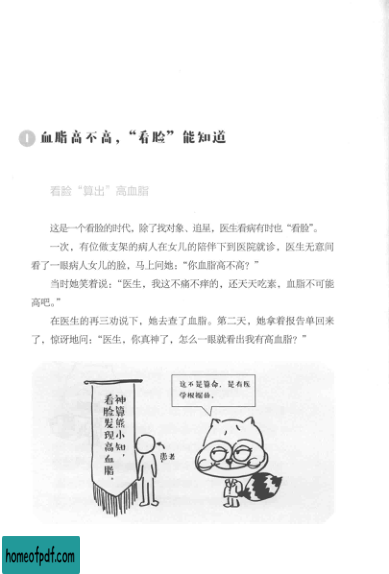 1 血脂高不高，“看脸”能知道
看脸“算出”高血脂
这是一个看脸的时代，除了找对象、追星，医生看病有时也“看脸”。
一次，有位做支架的病人在女儿的陪伴下到医院就诊，医生无意间
看了一眼病人女儿的脸，马上问她：“你血脂高不高？”
当时她笑着说：“医生，我这不痛不痒的，还天天吃素，血脂不可能
高吧。”
在医生的再三劝说下，她去查了血脂。第二天，她拿着报告单回来
了，惊讶地问：“医生，你真神了，怎么一眼就看出我有高血脂？”
神算熊小知，
看脸发现高血脂。
患者
这不是算命，是有医
学根据的。
homeofpdf.com